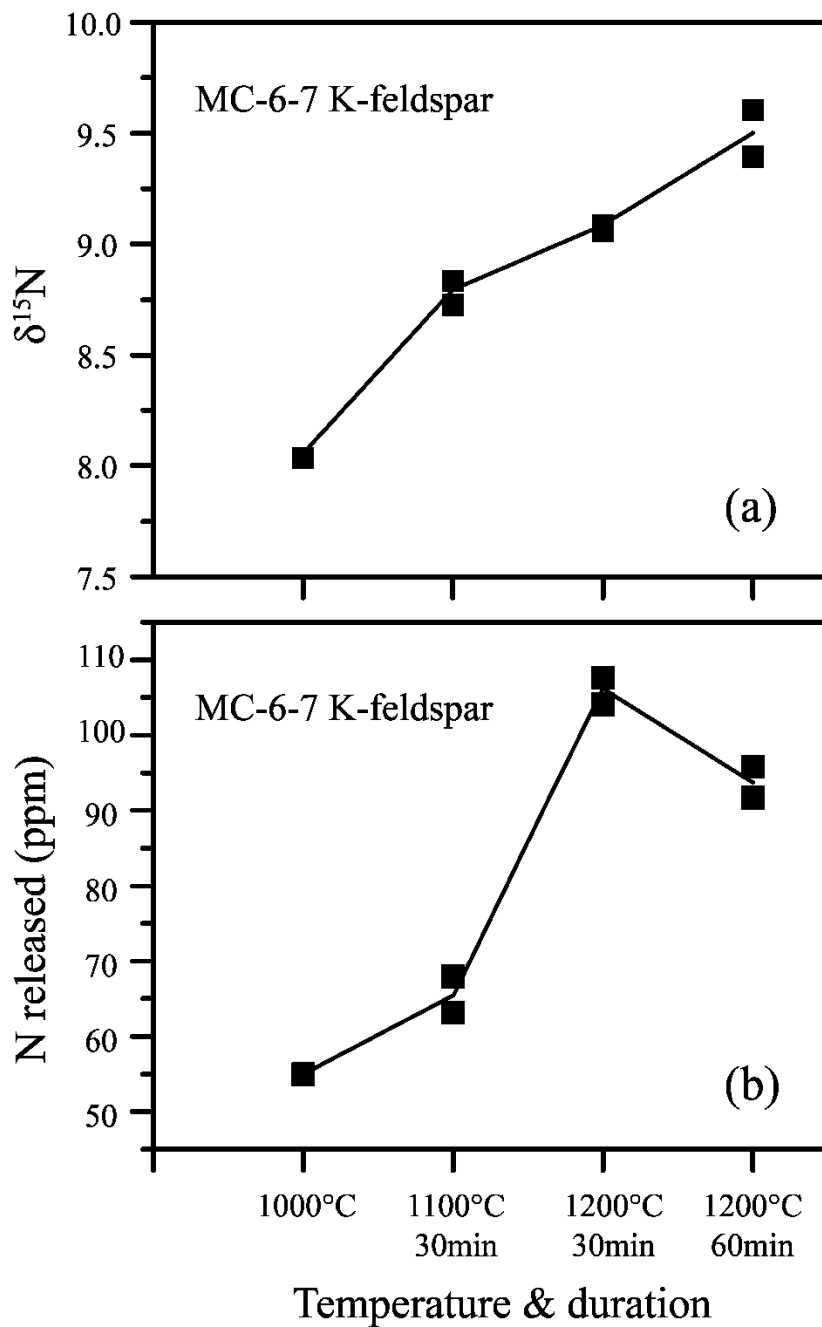 10.0
MC-6-7 K-feldspar
9.5
9.0
δ¹⁵N
8.5
8.0
(a)
7.5
110
MC-6-7 K-feldspar
100
90
N released (ppm)
80
70
60
(b)
50
1000°C 1100°C 1200°C 1200°C
30min 30min 60min
Temperature & duration